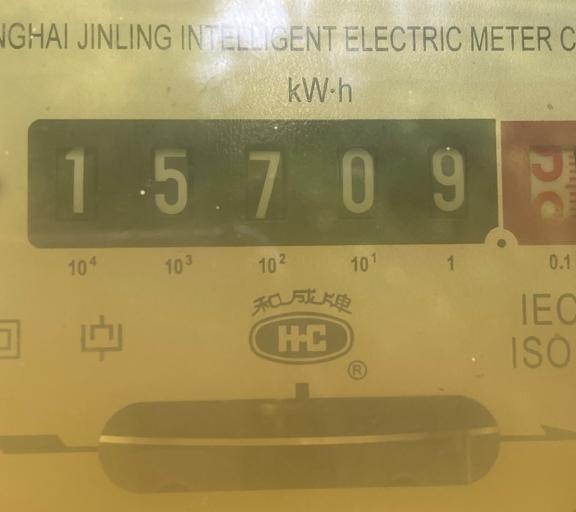 NGHAI JINLING INTELLIGENT ELECTRIC METER C
kW·h
1 5 7 0 9
10⁴ 10³ 10² 10¹ 1 0.1
和成牌
H·C
®
IEC
ISO